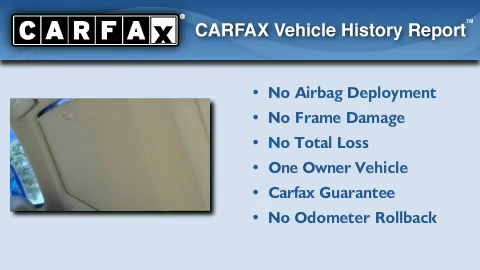 CARFAX® CARFAX Vehicle History Report™
• No Airbag Deployment
• No Frame Damage
• No Total Loss
• One Owner Vehicle
• Carfax Guarantee
• No Odometer Rollback